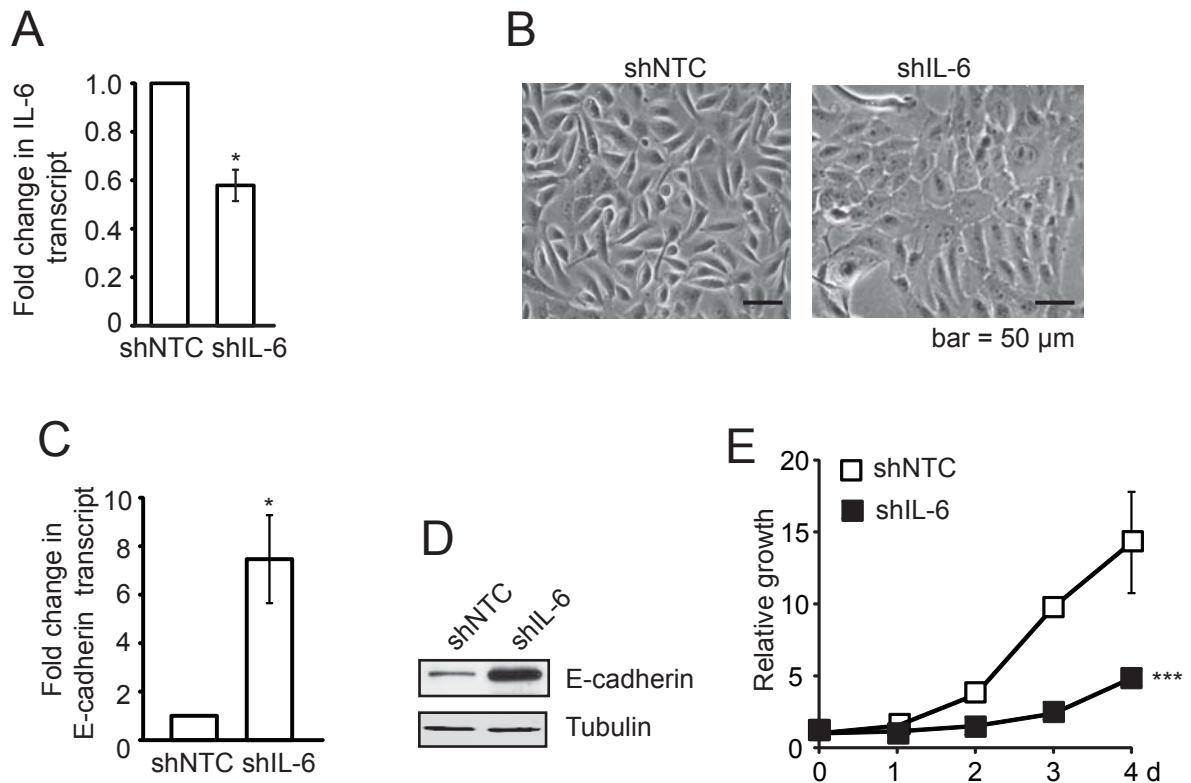 A
Fold change in IL-6
transcript
1.0
0.8
0.6
0.4
0.2
0
*
shNTC shIL-6
B
shNTC
shIL-6
bar = 50 µm
C
Fold change in
E-cadherin transcript
10
8
6
4
2
0
*
shNTC shIL-6
D
shNTC
shIL-6
E-cadherin
Tubulin
E
Relative growth
20
15
10
5
0
shNTC
shIL-6
***
0 1 2 3 4 d